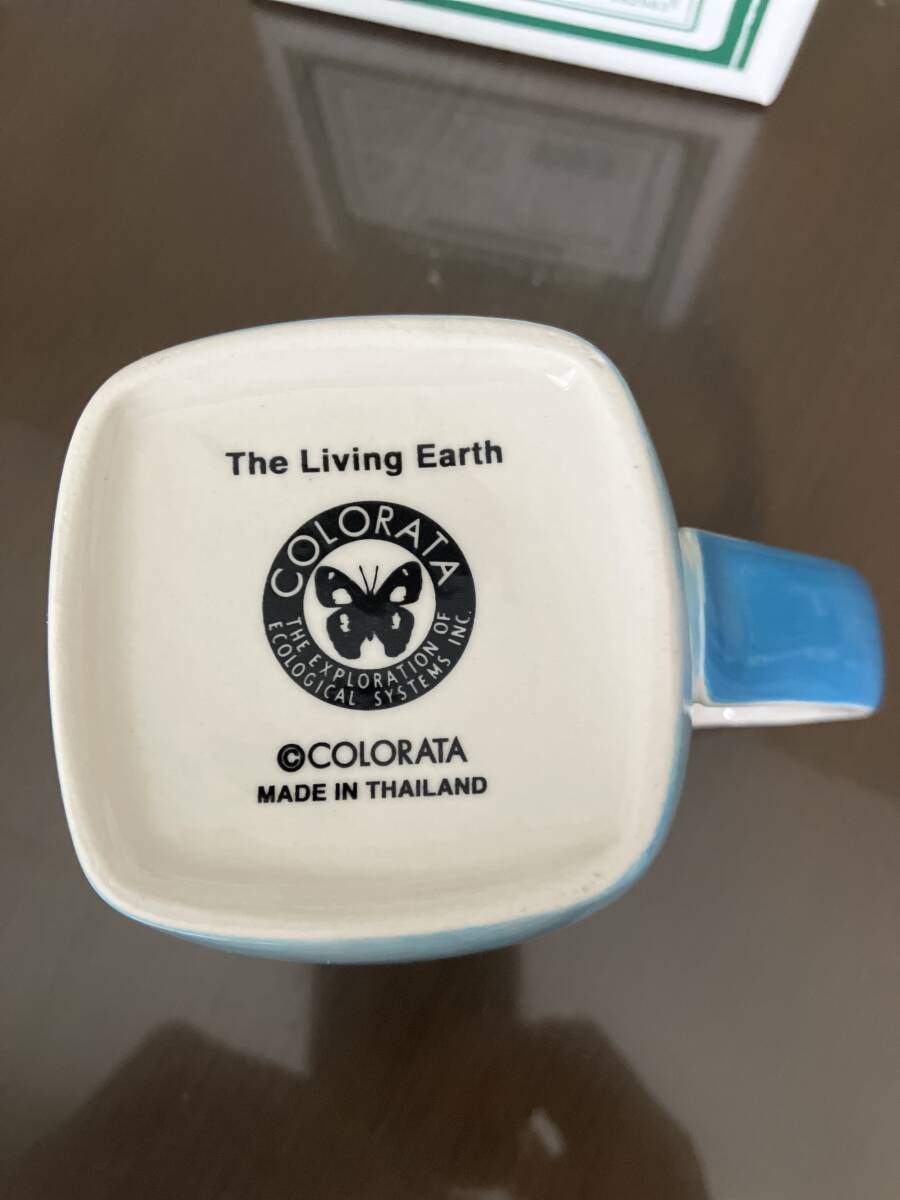 The Living Earth
COLORATA
THE EXPLORATION OF
ECOLOGICAL SYSTEMS INC.
©COLORATA
MADE IN THAILAND